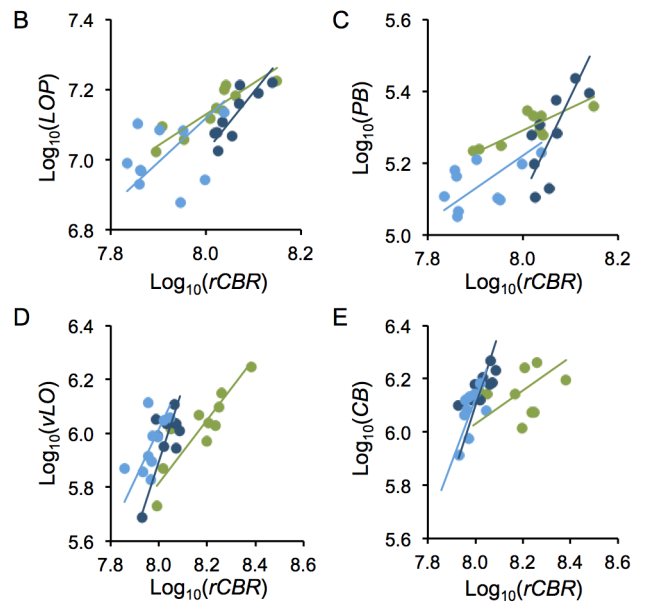 B
7.4
7.2
7.0
6.8
7.8 8.0 8.2
Log10(LOP)
Log10(rCBR)
C
5.6
5.4
5.2
5.0
7.8 8.0 8.2
Log10(PB)
Log10(rCBR)
D
6.4
6.2
6.0
5.8
5.6
7.8 8.0 8.2 8.4 8.6
Log10(vLO)
Log10(rCBR)
E
6.4
6.2
6.0
5.8
5.6
7.8 8.0 8.2 8.4 8.6
Log10(CB)
Log10(rCBR)